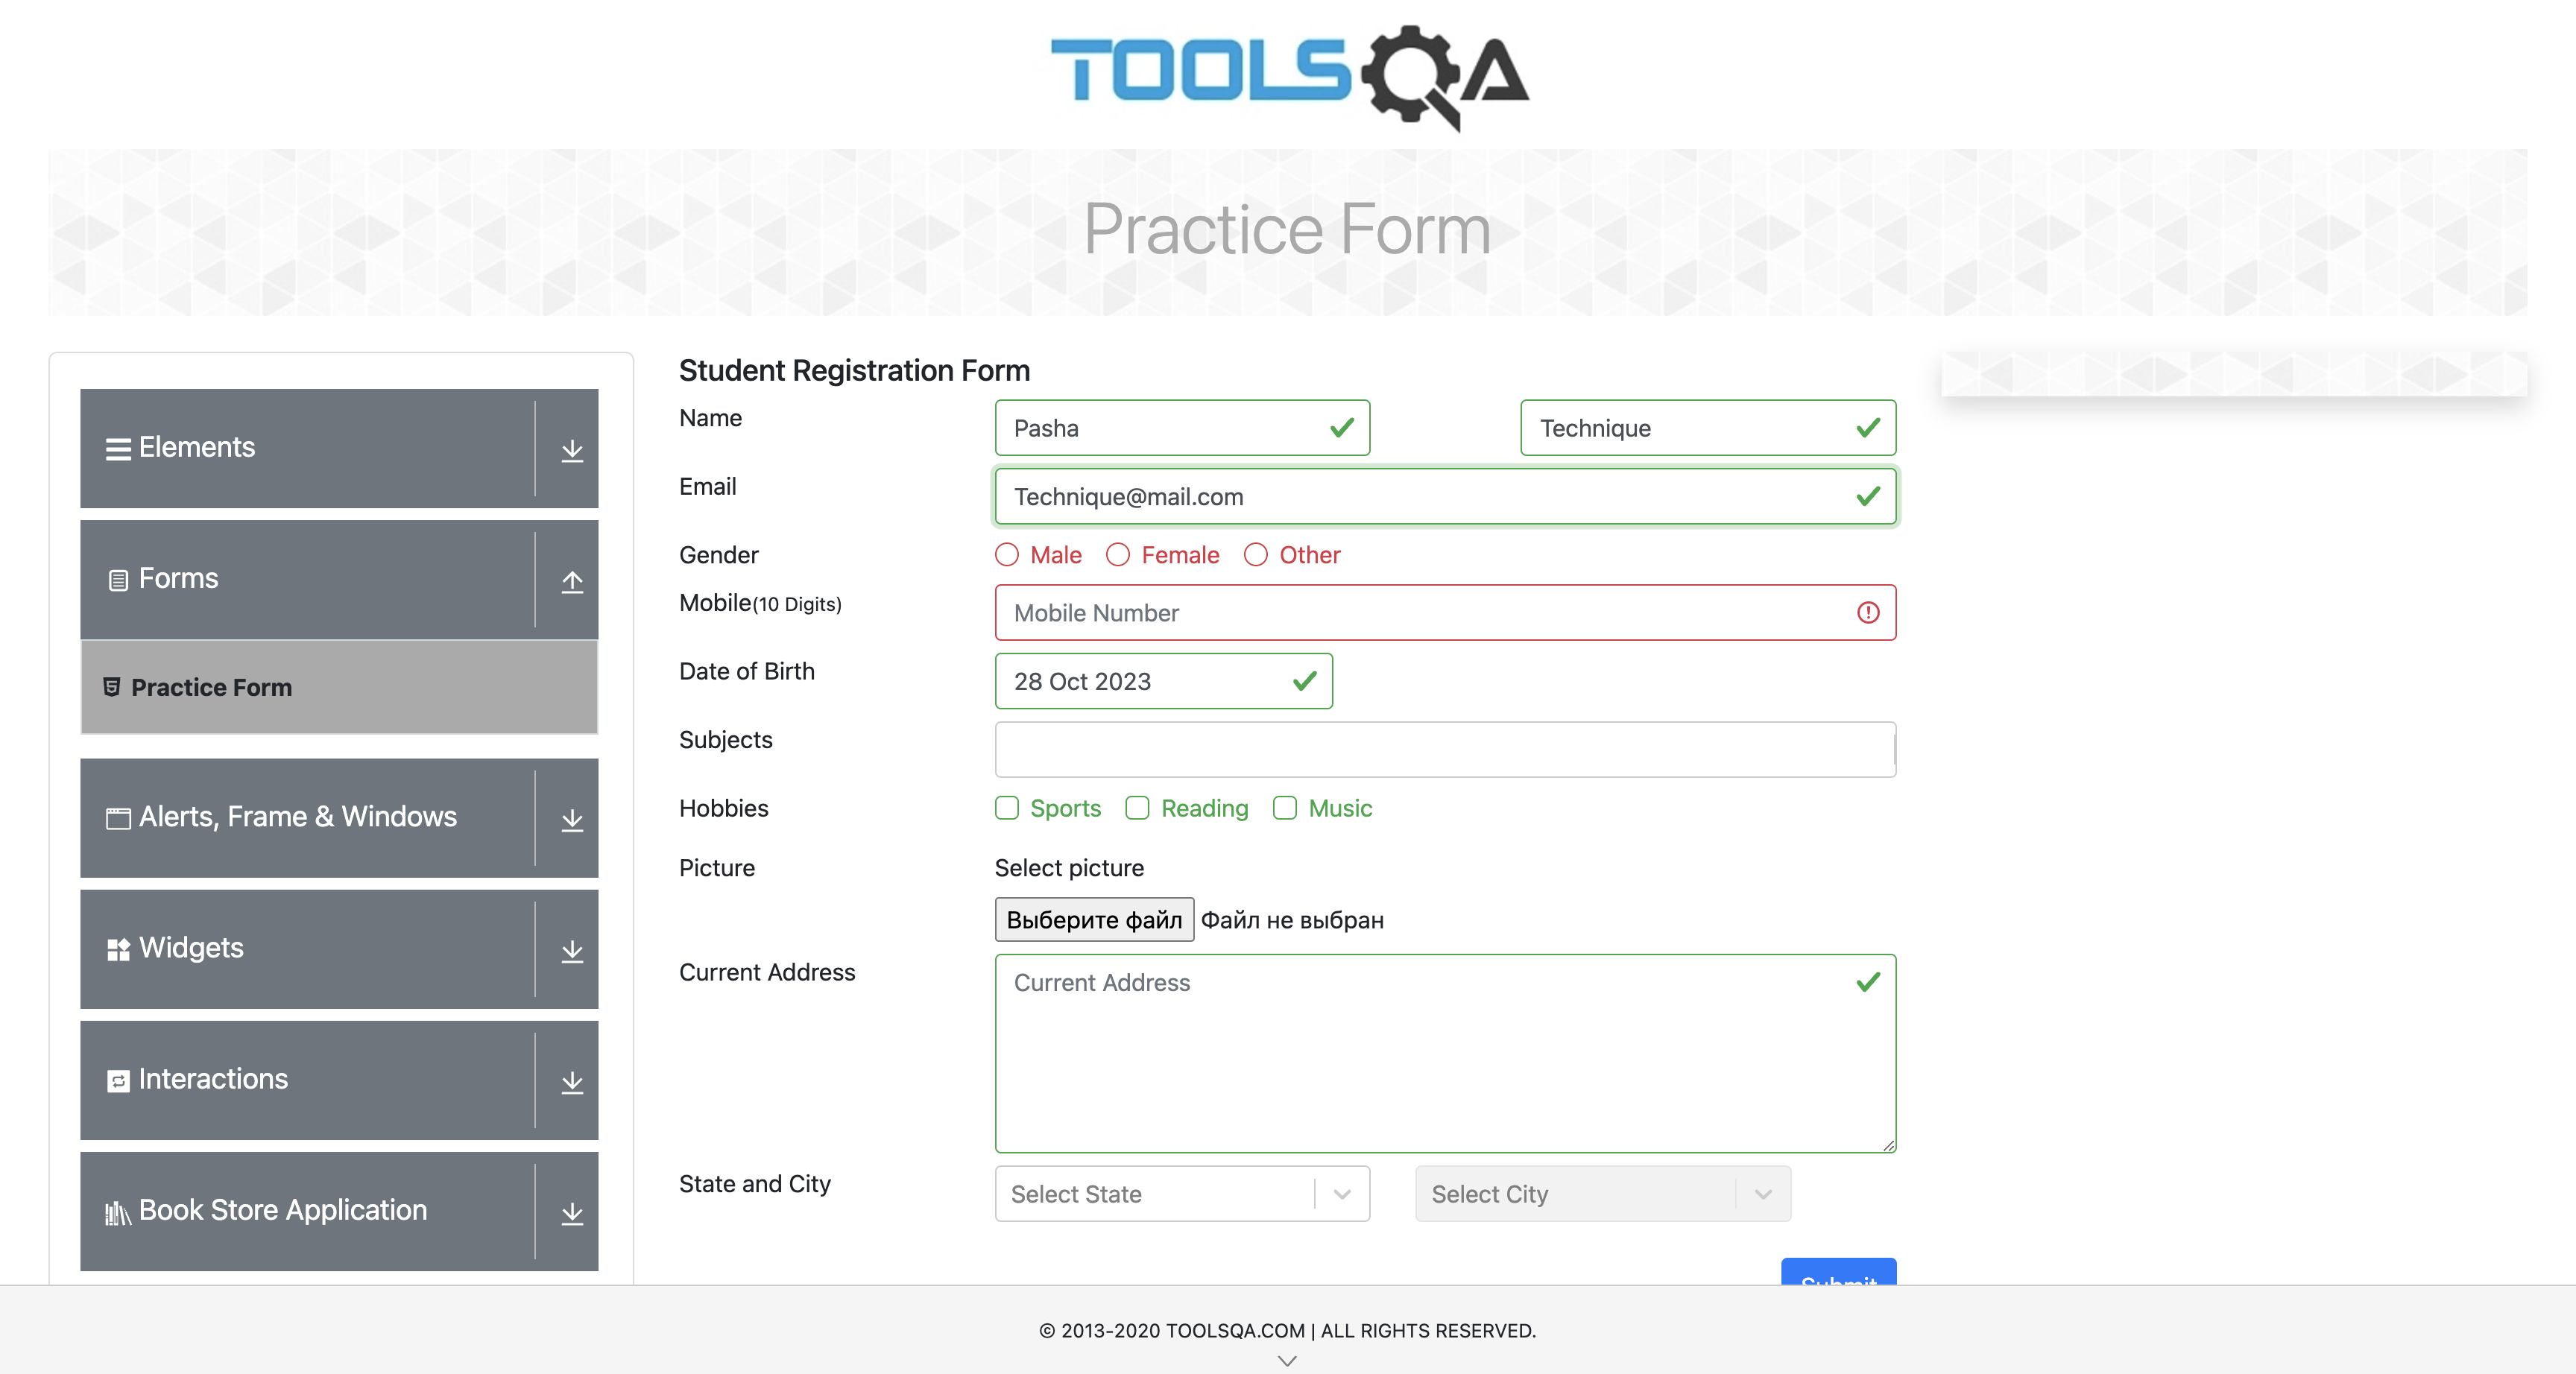 TOOLSQA
Practice Form
Elements
Forms
Practice Form
Alerts, Frame & Windows
Widgets
Interactions
Book Store Application
Student Registration Form
Name
Pasha
Technique
Email
Technique@mail.com
Gender
Male Female Other
Mobile(10 Digits)
Mobile Number
Date of Birth
28 Oct 2023
Subjects
Hobbies
Sports Reading Music
Picture
Select picture
Выберите файл Файл не выбран
Current Address
Current Address
State and City
Select State
Select City
Submit
© 2013-2020 TOOLSQA.COM | ALL RIGHTS RESERVED.